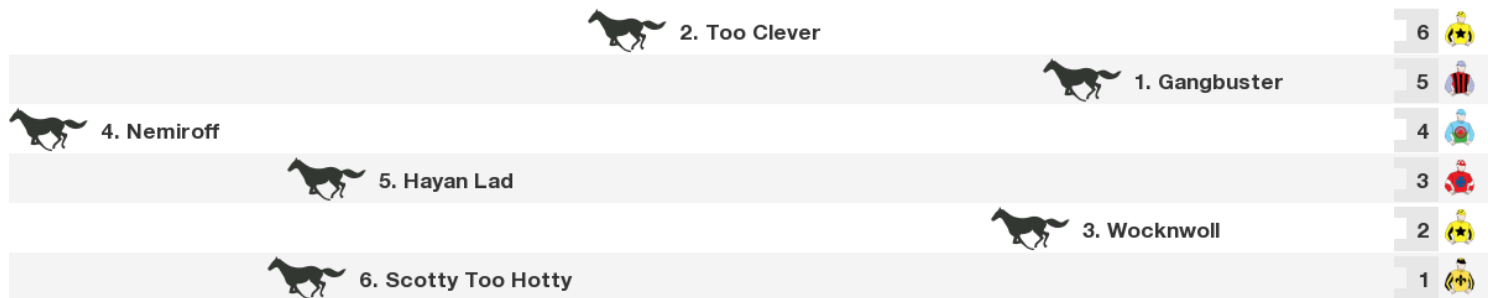 2. Too Clever 6
1. Gangbuster 5
4. Nemiroff 4
5. Hayan Lad 3
3. Wocknwoll 2
6. Scotty Too Hotty 1